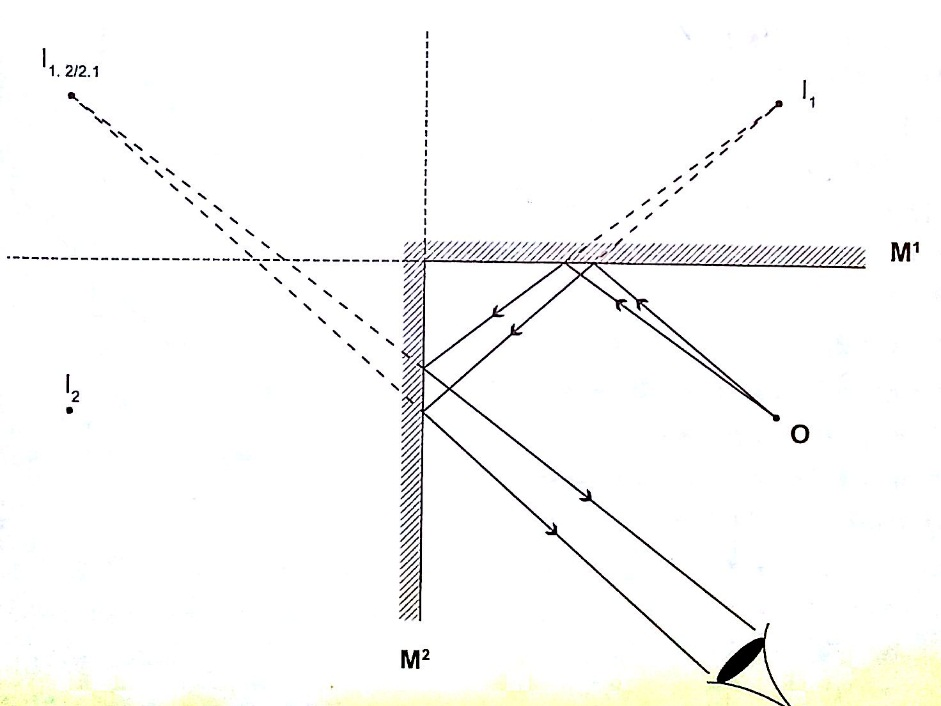 I1. 2/2.1
I1
M¹
I2
O
M²